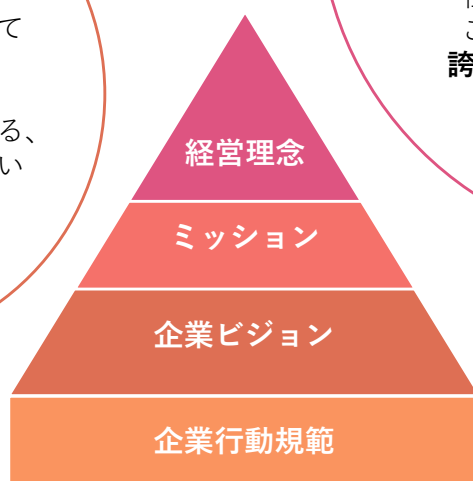 て
る、
い
誇
経営理念
ミッション
企業ビジョン
企業行動規範